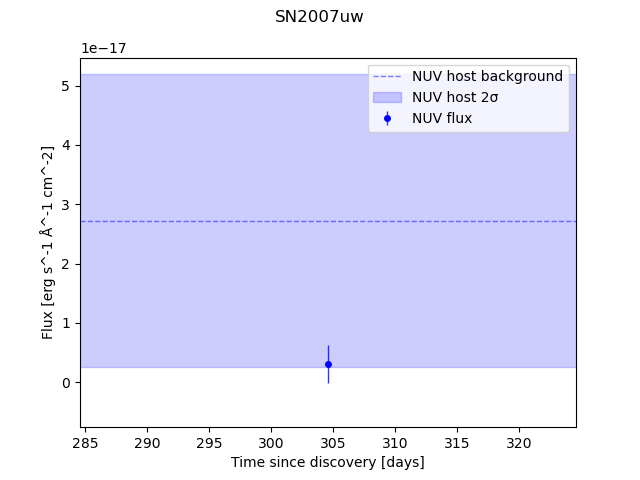 SN2007uw
1e−17
NUV host background
NUV host 2σ
NUV flux
5
4
3
2
1
0
Flux [erg s^-1 Å^-1 cm^-2]
285 290 295 300 305 310 315 320
Time since discovery [days]